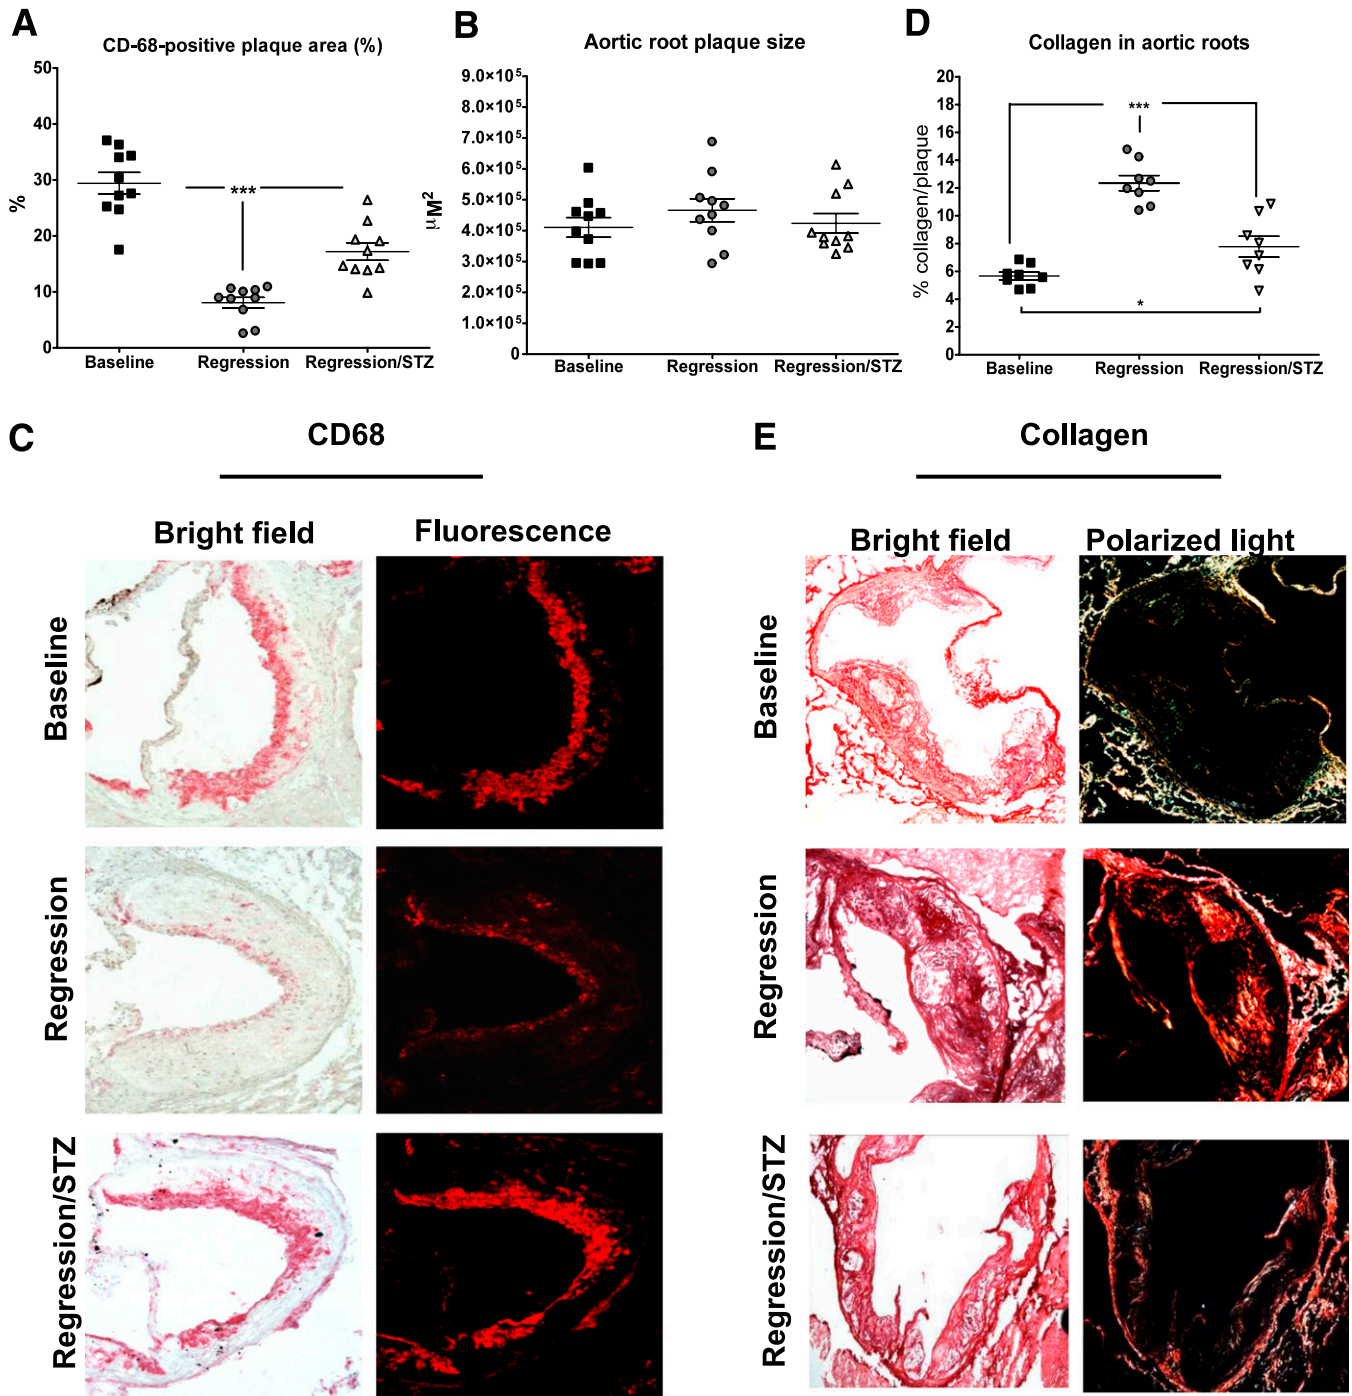 A
CD-68-positive plaque area (%)
50
40
30
20
10
0
%
***
Baseline
Regression
Regression/STZ
B
Aortic root plaque size
9.0×10⁵
8.0×10⁵
7.0×10⁵
6.0×10⁵
5.0×10⁵
4.0×10⁵
3.0×10⁵
2.0×10⁵
1.0×10⁵
0
μM²
Baseline
Regression
Regression/STZ
D
Collagen in aortic roots
20
18
16
14
12
10
8
6
4
2
0
% collagen/plaque
***
*
Baseline
Regression
Regression/STZ
C
CD68
Bright field
Fluorescence
Baseline
Regression
Regression/STZ
E
Collagen
Bright field
Polarized light
Baseline
Regression
Regression/STZ